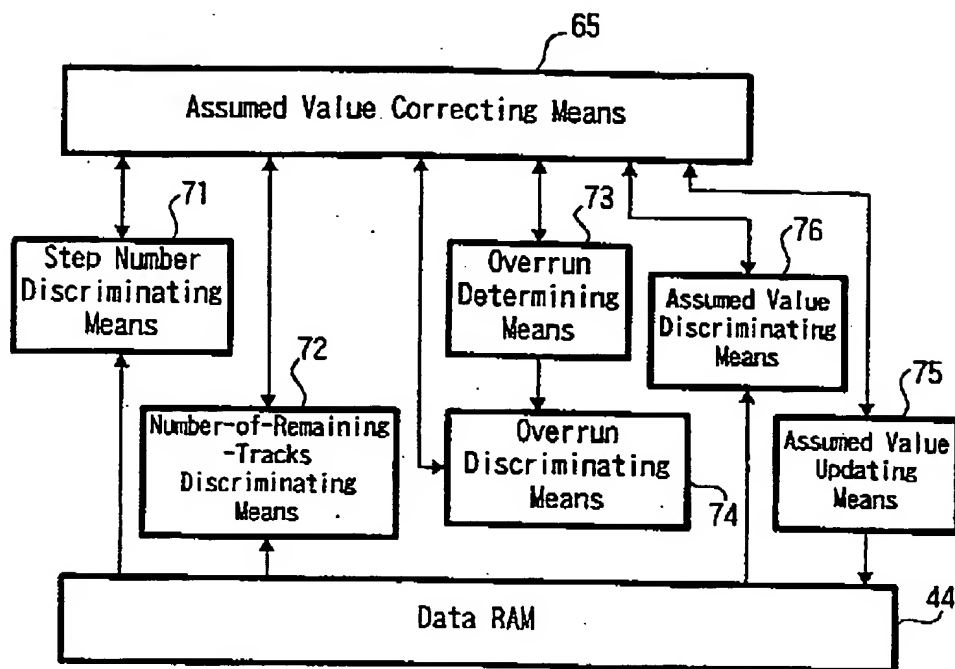 65
Assumed Value Correcting Means
71
Step Number
Discriminating
Means
72
Number-of-Remaining
-Tracks
Discriminating
Means
73
Overrun
Determining
Means
Overrun
Discriminating
Means
74
76
Assumed Value
Discriminating
Means
75
Assumed Value
Updating
Means
Data RAM
44